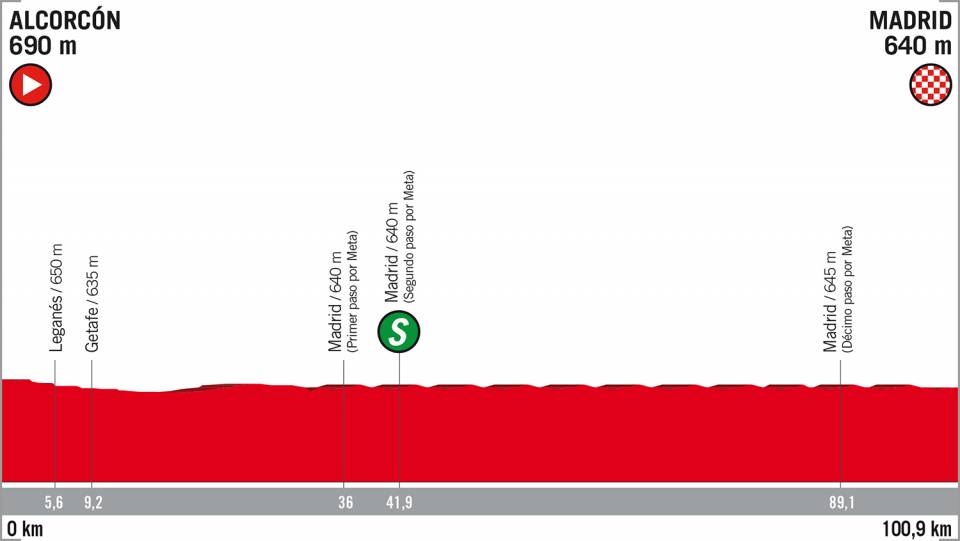 ALCORCÓN
690 m
MADRID
640 m
Leganés / 650 m
Getafe / 635 m
Madrid / 640 m
(Primer paso por Meta)
Madrid / 640 m
(Segundo paso por Meta)
S
Madrid / 645 m
(Décimo paso por Meta)
5,6
9,2
36
41,9
89,1
0 km
100,9 km